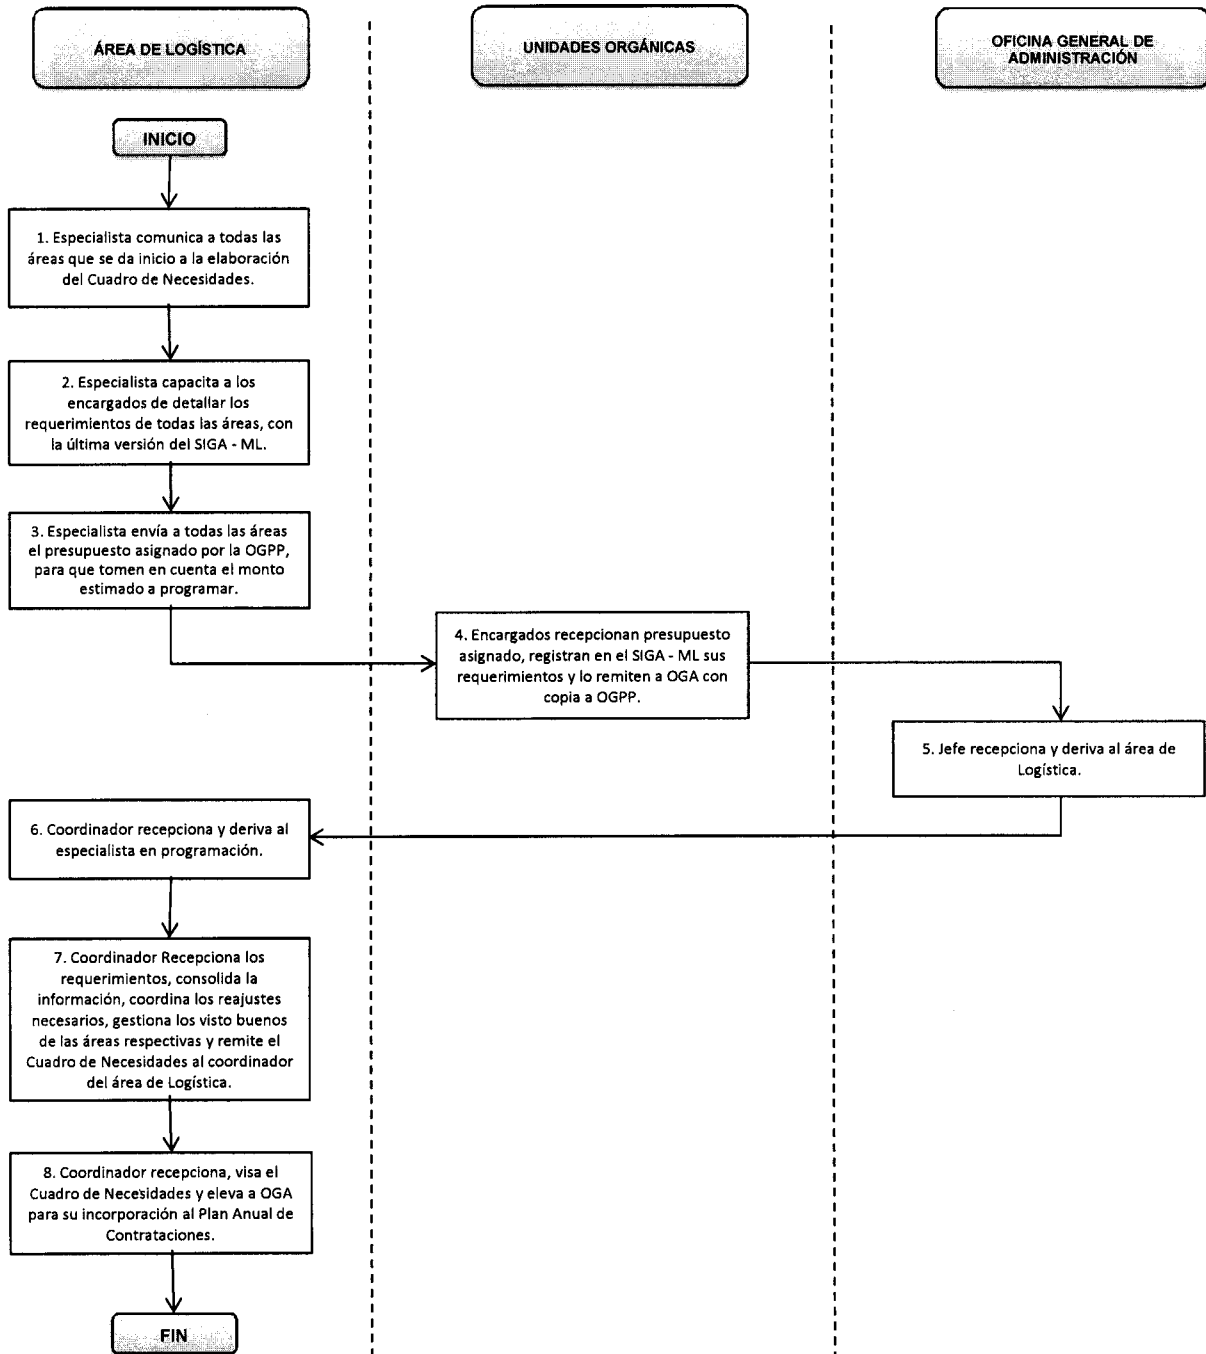 ÁREA DE LOGÍSTICA
UNIDADES ORGÁNICAS
OFICINA GENERAL DE
ADMINISTRACIÓN
INICIO
1. Especialista comunica a todas las
áreas que se da inicio a la elaboración
del Cuadro de Necesidades.
2. Especialista capacita a los
encargados de detallar los
requerimientos de todas las áreas, con
la última versión del SIGA - ML.
3. Especialista envía a todas las áreas
el presupuesto asignado por la OGPP,
para que tomen en cuenta el monto
estimado a programar.
4. Encargados recepcionan presupuesto
asignado, registran en el SIGA - ML sus
requerimientos y lo remiten a OGA con
copia a OGPP.
5. Jefe recepciona y deriva al área de
Logística.
6. Coordinador recepciona y deriva al
especialista en programación.
7. Coordinador Recepciona los
requerimientos, consolida la
información, coordina los reajustes
necesarios, gestiona los visto buenos
de las áreas respectivas y remite el
Cuadro de Necesidades al coordinador
del área de Logística.
8. Coordinador recepciona, visa el
Cuadro de Necesidades y eleva a OGA
para su incorporación al Plan Anual de
Contrataciones.
FIN